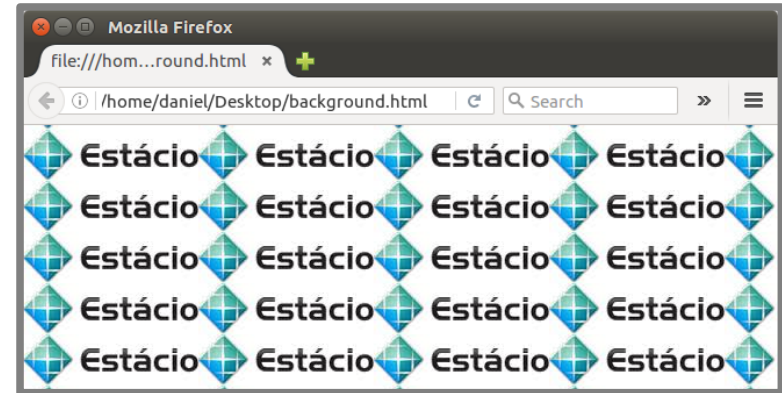 Mozilla Firefox
file:///hom...round.html
/home/daniel/Desktop/background.html Search
Estácio Estácio Estácio Estácio
Estácio Estácio Estácio Estácio
Estácio Estácio Estácio Estácio
Estácio Estácio Estácio Estácio
Estácio Estácio Estácio Estácio